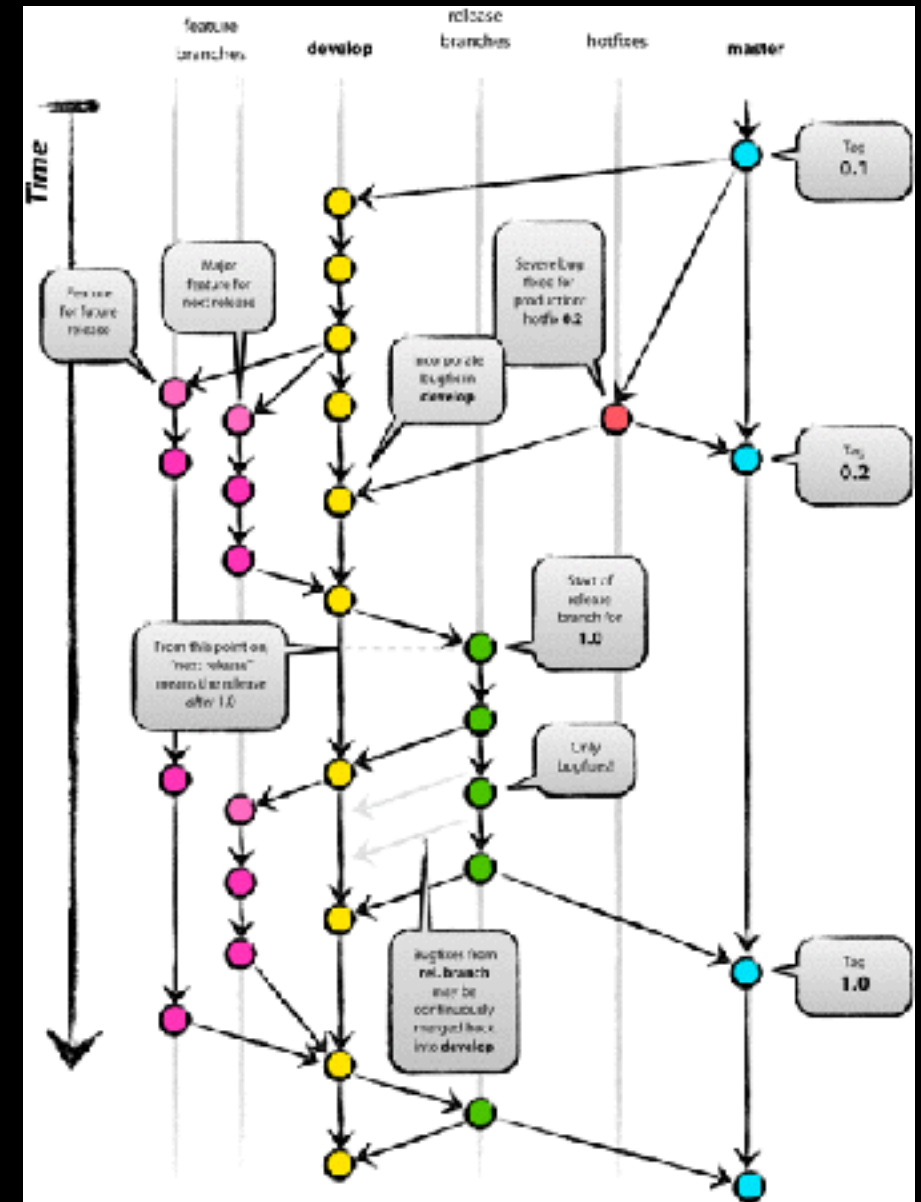 feature
branches
develop
release
branches
hotfixes
master
Time
Tag
0.1
Feature
for future
release
Major
feature for
next release
Severe bug
fixed for
production:
hotfix 0.2
Incorporate
bugfix in
develop
Tag
0.2
Start of
release
branch for
1.0
From this point on,
"next release"
means the release
after 1.0
Only
bugfixes!
Bugfixes from
rel. branch
may be
continuously
merged back
into develop
Tag
1.0